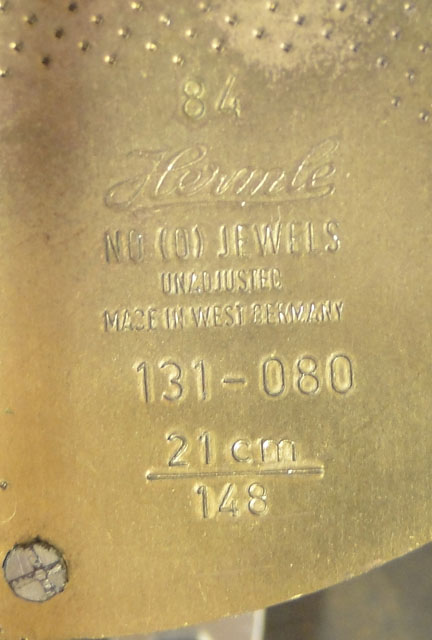 84
Hermle
NO (0) JEWELS
UNADJUSTED
MADE IN WEST GERMANY
131-080
21 cm
148